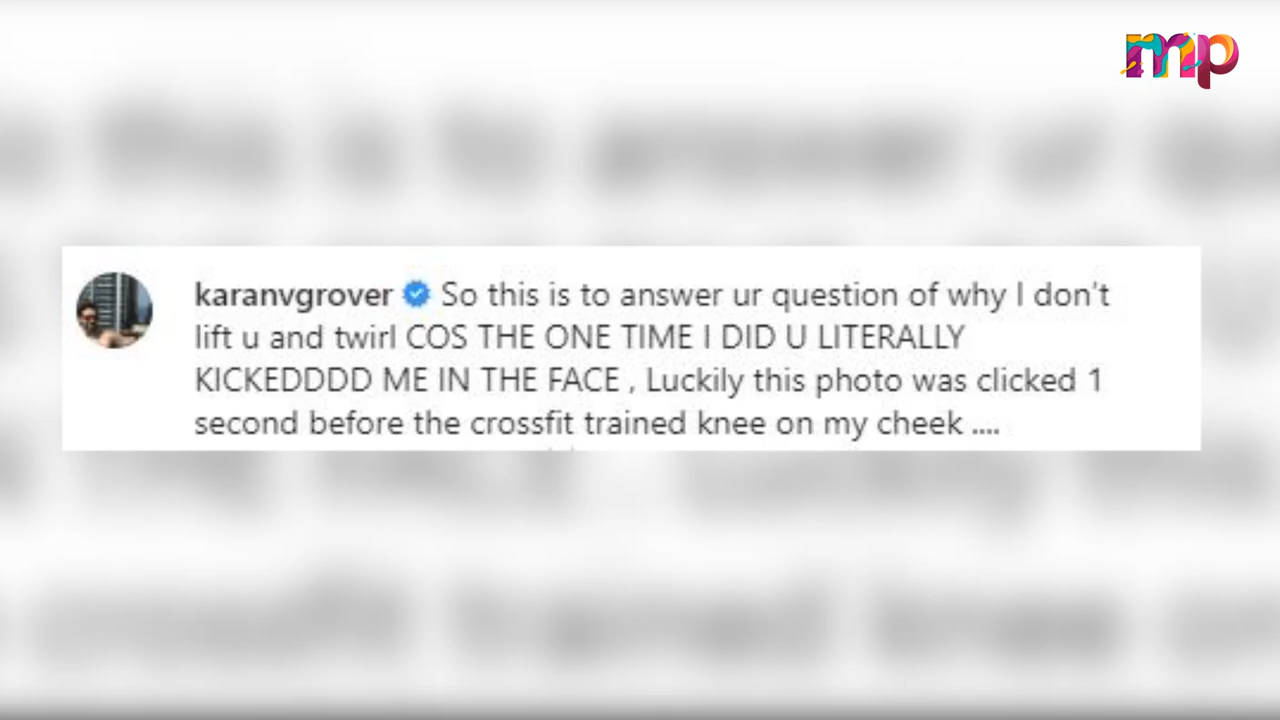 mp
karanvgrover So this is to answer ur question of why I don't
lift u and twirl COS THE ONE TIME I DID U LITERALLY
KICKEDDDD ME IN THE FACE , Luckily this photo was clicked 1
second before the crossfit trained knee on my cheek ....